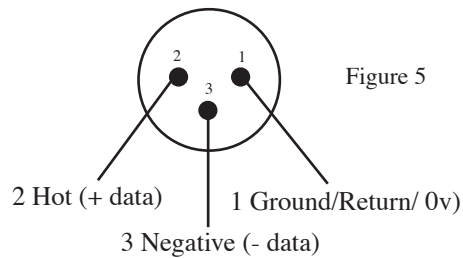 2 1
3
Figure 5
2 Hot (+ data)
1 Ground/Return/ 0v)
3 Negative (- data)